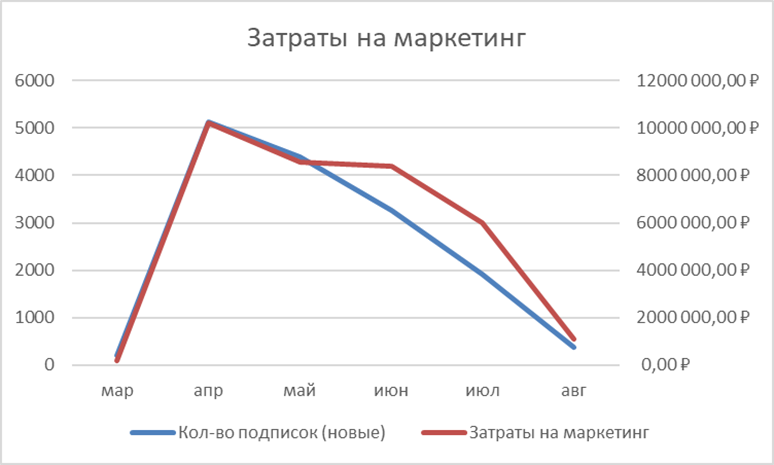 Затраты на маркетинг
6000 12000 000,00 ₽
5000 10000 000,00 ₽
4000 8000 000,00 ₽
3000 6000 000,00 ₽
2000 4000 000,00 ₽
1000 2000 000,00 ₽
0 0,00 ₽
мар апр май июн июл авг
Кол-во подписок (новые) Затраты на маркетинг